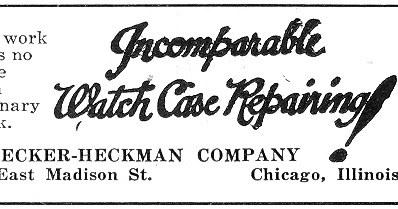 work
Incomparable
s no
e
Watch Case Repairing!
nary
k.
ECKER-HECKMAN COMPANY
East Madison St. Chicago, Illinois